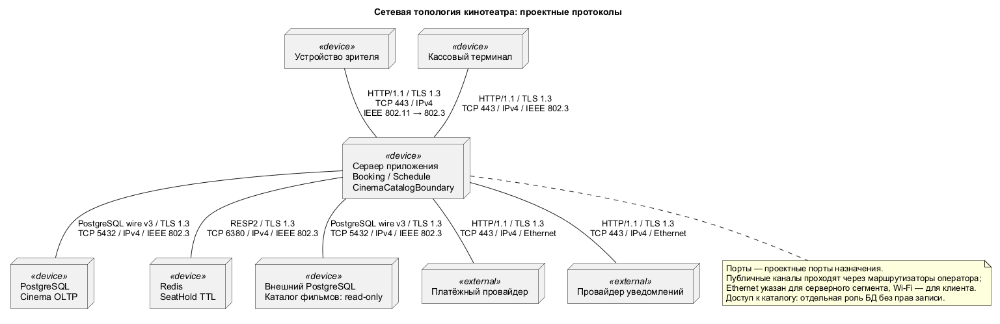 Сетевая топология кинотеатра: проектные протоколы
«device»
Устройство зрителя
«device»
Кассовый терминал
HTTP/1.1 / TLS 1.3
TCP 443 / IPv4
IEEE 802.11 → 802.3
HTTP/1.1 / TLS 1.3
TCP 443 / IPv4 / IEEE 802.3
«device»
Сервер приложения
Booking / Schedule
CinemaCatalogBoundary
PostgreSQL wire v3 / TLS 1.3
TCP 5432 / IPv4 / IEEE 802.3
RESP2 / TLS 1.3
TCP 6380 / IPv4 / IEEE 802.3
PostgreSQL wire v3 / TLS 1.3
TCP 5432 / IPv4 / IEEE 802.3
HTTP/1.1 / TLS 1.3
TCP 443 / IPv4 / Ethernet
HTTP/1.1 / TLS 1.3
TCP 443 / IPv4 / Ethernet
«device»
PostgreSQL
Cinema OLTP
«device»
Redis
SeatHold TTL
«device»
Внешний PostgreSQL
Каталог фильмов: read-only
«external»
Платёжный провайдер
«external»
Провайдер уведомлений
Порты — проектные порты назначения.
Публичные каналы проходят через маршрутизаторы оператора;
Ethernet указан для серверного сегмента, Wi-Fi — для клиента.
Доступ к каталогу: отдельная роль БД без прав записи.